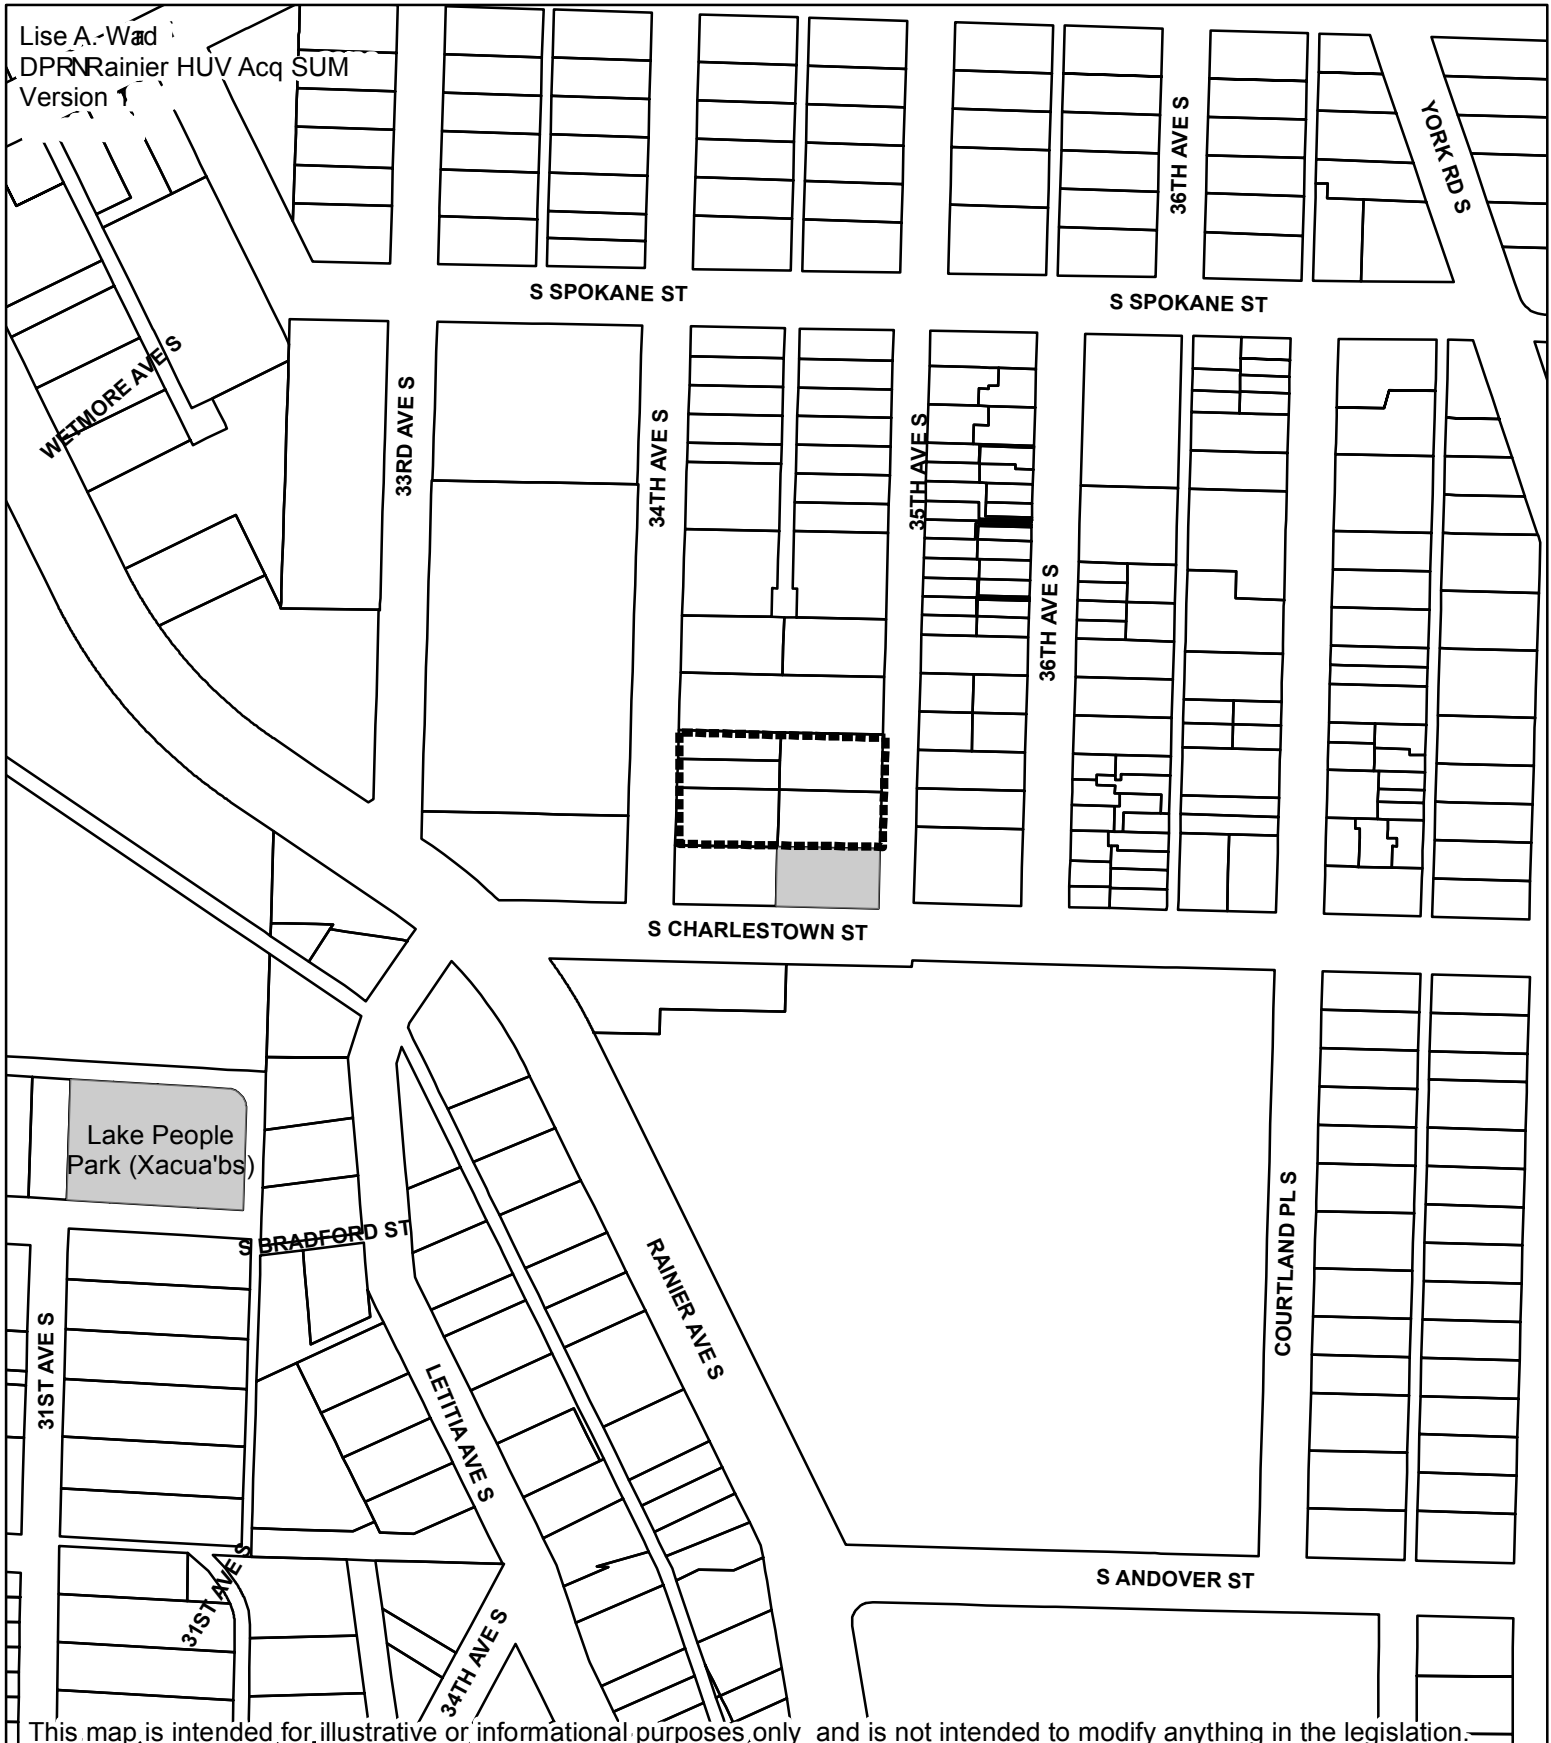 Lise A. Ward
DPR N Rainier HUV Acq SUM
Version 1
36TH AVE S
YORK RD S
S SPOKANE ST
S SPOKANE ST
WETMORE AVE S
33RD AVE S
34TH AVE S
35TH AVE S
36TH AVE S
S CHARLESTOWN ST
Lake People
Park (Xacua'bs)
S BRADFORD ST
RAINIER AVE S
COURTLAND PL S
31ST AVE S
LETITIA AVE S
S ANDOVER ST
31ST AVE S
34TH AVE S
This map is intended for illustrative or informational purposes only and is not intended to modify anything in the legislation.